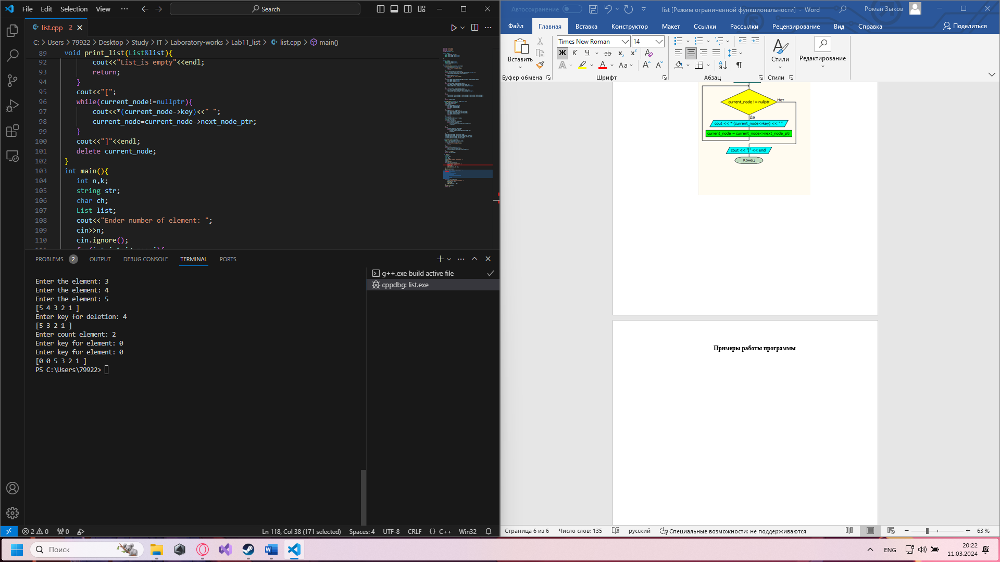 File Edit Selection View ··· Search
list.cpp 2
C: > Users > 79922 > Desktop > Study > IT > Laboratory-works > Lab11_list > list.cpp > main()
89 void print_list(List&list){
92 cout<<"List_is empty"<<endl;
93 return;
94 }
95 cout<<"[";
96 while(current_node!=nullptr){
97 cout<<*(current_node->key)<<" ";
98 current_node=current_node->next_node_ptr;
99 }
100 cout<<"]"<<endl;
101 delete current_node;
102 }
103 int main(){
104 int n,k;
105 string str;
106 char ch;
107 List list;
108 cout<<"Ender number of element: ";
109 cin>>n;
110 cin.ignore();
PROBLEMS 2 OUTPUT DEBUG CONSOLE TERMINAL PORTS
g++.exe build active file
cppdbg: list.exe
Enter the element: 3
Enter the element: 4
Enter the element: 5
[5 4 3 2 1 ]
Enter key for deletion: 4
[5 3 2 1 ]
Enter count element: 2
Enter key for element: 0
Enter key for element: 0
[0 0 5 3 2 1 ]
PS C:\Users\79922>
2 0 0 Ln 118, Col 38 (171 selected) Spaces: 4 UTF-8 CRLF {} C++ Win32
Автосохранение list [Режим ограниченной функциональности] - Word Роман Зыков
Файл Главная Вставка Конструктор Макет Ссылки Рассылки Рецензирование Вид Справка Поделиться
Times New Roman 14
Вставить
Ж К Ч ab x₂ x²
А А Aa A A
Стили
Редактирование
Буфер обмена Шрифт Абзац Стили
current_node != nullptr
Нет
Да
cout << * (current_node->key) << " "
current_node = current_node->next_node_ptr
cout << "]" << endl
Конец
Примеры работы программы
Страница 6 из 6 Число слов: 135 русский Специальные возможности: не поддерживаются 63 %
Поиск
ENG
20:22
11.03.2024